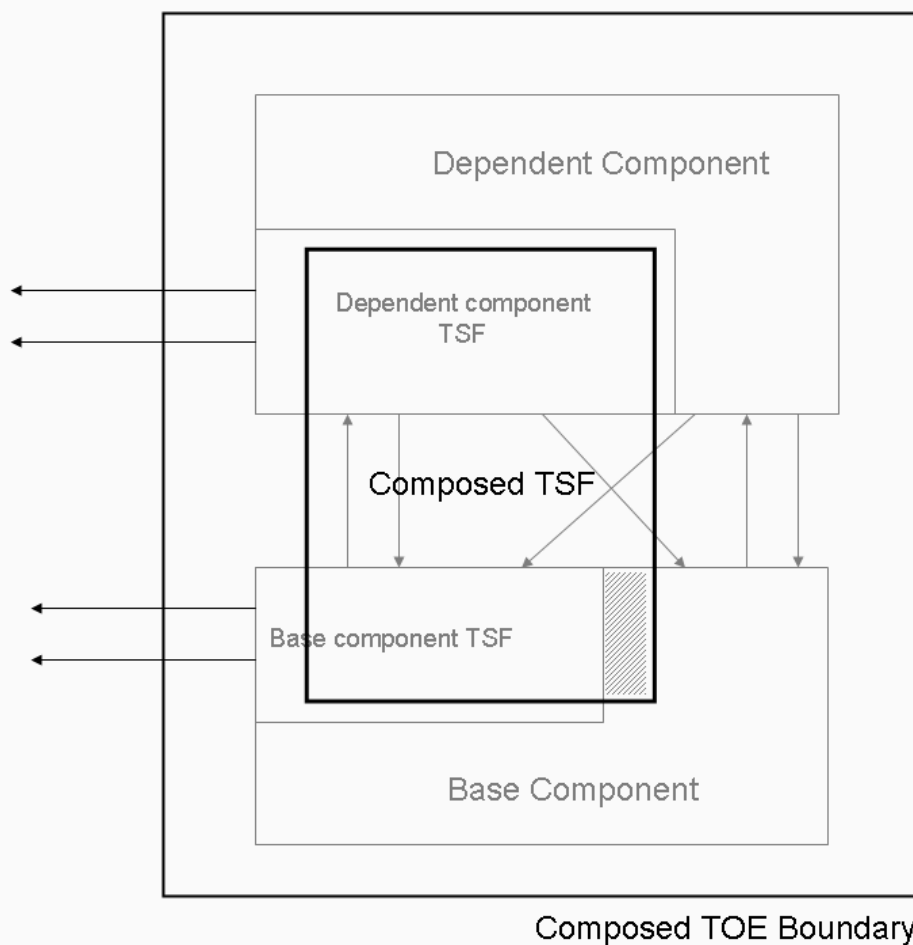 Dependent Component
Dependent component
TSF
Composed TSF
Base component TSF
Base Component
Composed TOE Boundary